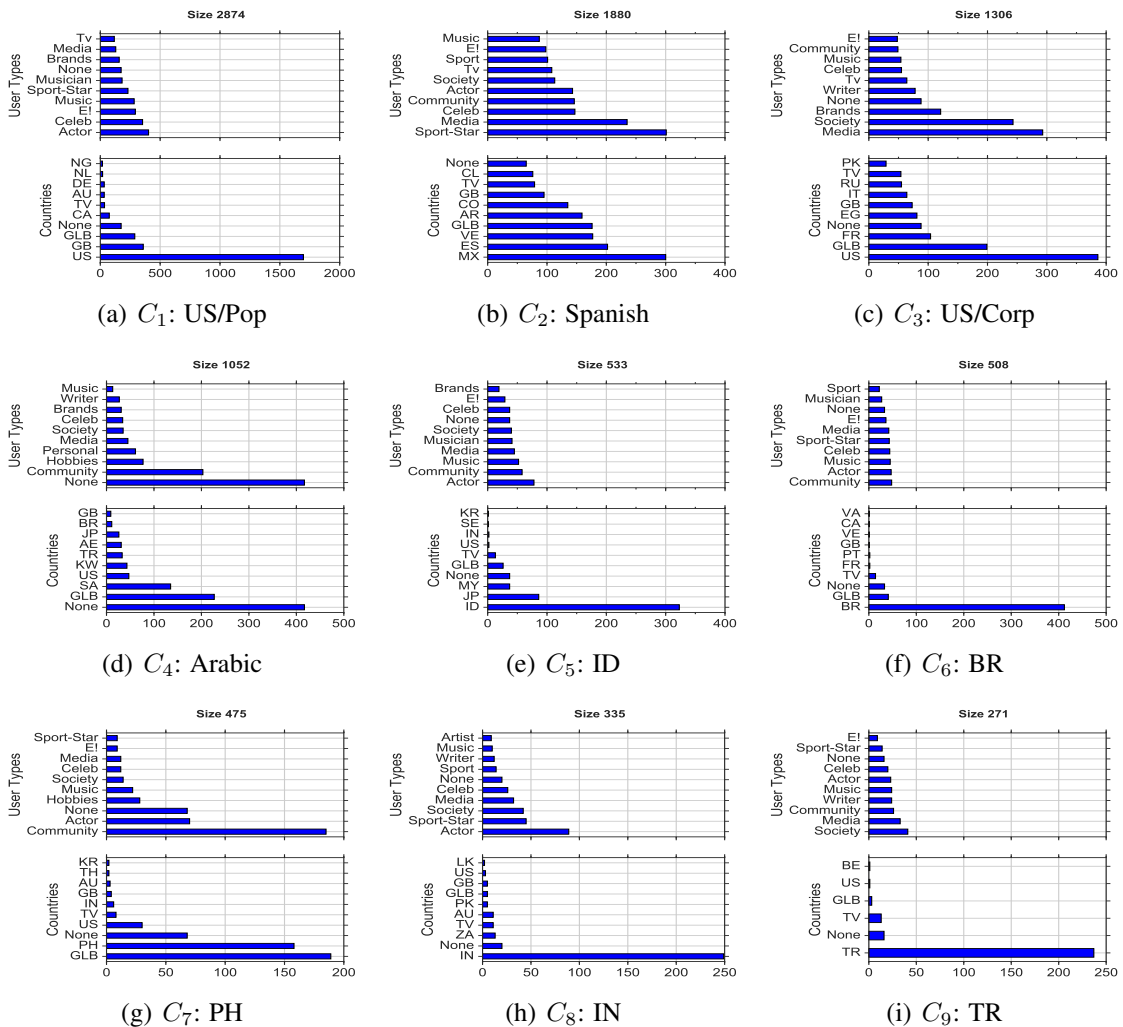 Size 2874
User Types
Tv
Media
Brands
None
Musician
Sport-Star
Music
E!
Celeb
Actor
Countries
NG
NL
DE
AU
TV
CA
None
GLB
GB
US
0 500 1000 1500 2000
(a) C1: US/Pop
Size 1880
Music
E!
Sport
Tv
Society
Actor
Community
Celeb
Media
Sport-Star
Countries
None
CL
TV
GB
CO
AR
GLB
VE
ES
MX
0 100 200 300 400
(b) C2: Spanish
Size 1306
User Types
E!
Community
Music
Celeb
Tv
Writer
None
Brands
Society
Media
Countries
PK
TV
RU
IT
GB
EG
None
FR
GLB
US
0 100 200 300 400
(c) C3: US/Corp
Size 1052
User Types
Music
Writer
Brands
Celeb
Society
Media
Personal
Hobbies
Community
None
Countries
GB
BR
JP
AE
TR
KW
US
SA
GLB
None
0 100 200 300 400 500
(d) C4: Arabic
Size 533
User Types
Brands
E!
Celeb
None
Society
Musician
Media
Music
Community
Actor
Countries
KR
SE
IN
US
TV
GLB
None
MY
JP
ID
0 100 200 300 400
(e) C5: ID
Size 508
User Types
Sport
Musician
None
E!
Media
Sport-Star
Celeb
Music
Actor
Community
Countries
VA
CA
VE
GB
PT
FR
TV
None
GLB
BR
0 100 200 300 400 500
(f) C6: BR
Size 475
User Types
Sport-Star
E!
Media
Celeb
Society
Music
Hobbies
None
Actor
Community
Countries
KR
TH
AU
GB
IN
TV
US
None
PH
GLB
0 50 100 150 200
(g) C7: PH
Size 335
User Types
Artist
Music
Writer
Sport
None
Celeb
Media
Society
Sport-Star
Actor
Countries
LK
US
GB
GLB
PK
AU
TV
ZA
None
IN
0 50 100 150 200 250
(h) C8: IN
Size 271
User Types
E!
Sport-Star
None
Celeb
Actor
Music
Writer
Community
Media
Society
Countries
BE
US
GLB
TV
None
TR
0 50 100 150 200 250
(i) C9: TR